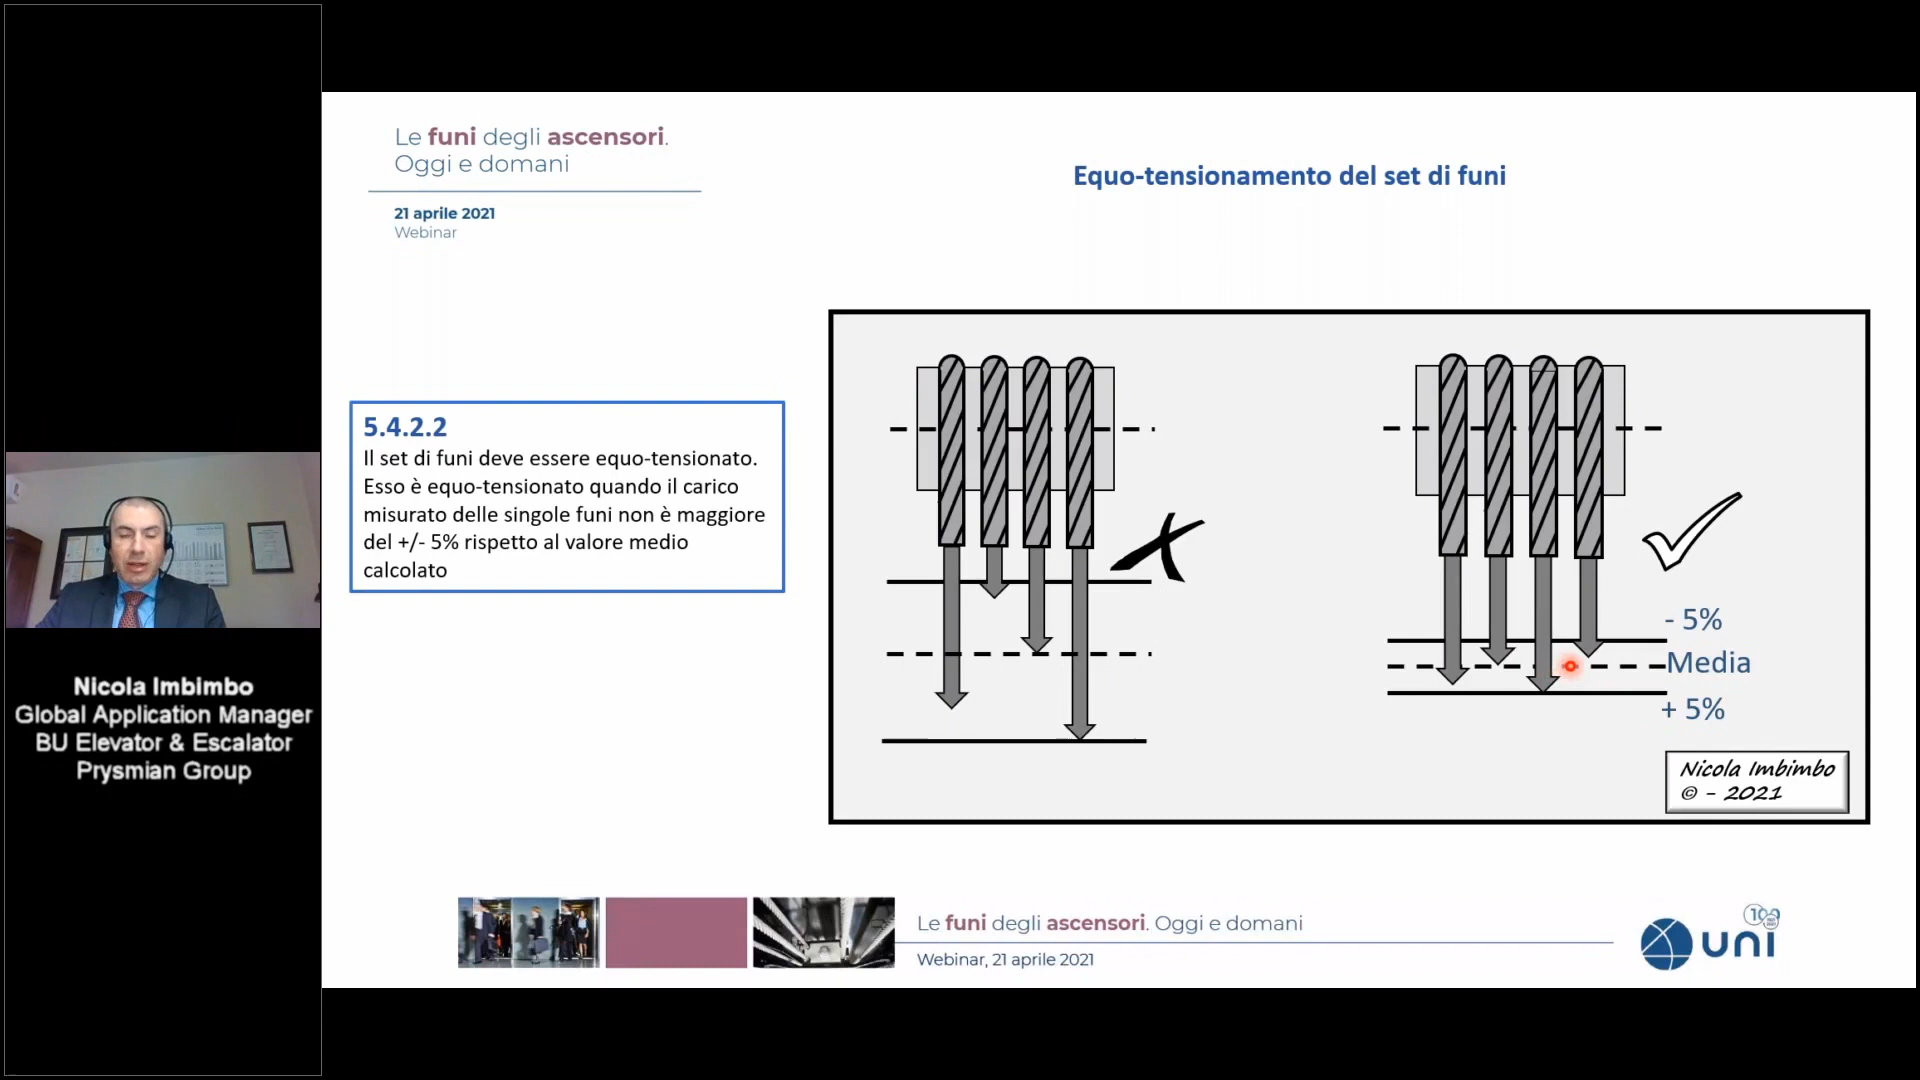 Le funi degli ascensori.
Oggi e domani
21 aprile 2021
Webinar
Equo-tensionamento del set di funi
5.4.2.2
Il set di funi deve essere equo-tensionato.
Esso è equo-tensionato quando il carico
misurato delle singole funi non è maggiore
del +/- 5% rispetto al valore medio
calcolato
- 5%
Media
+ 5%
Nicola Imbimbo
© - 2021
Nicola Imbimbo
Global Application Manager
BU Elevator & Escalator
Prysmian Group
Le funi degli ascensori. Oggi e domani
Webinar, 21 aprile 2021
100
uni